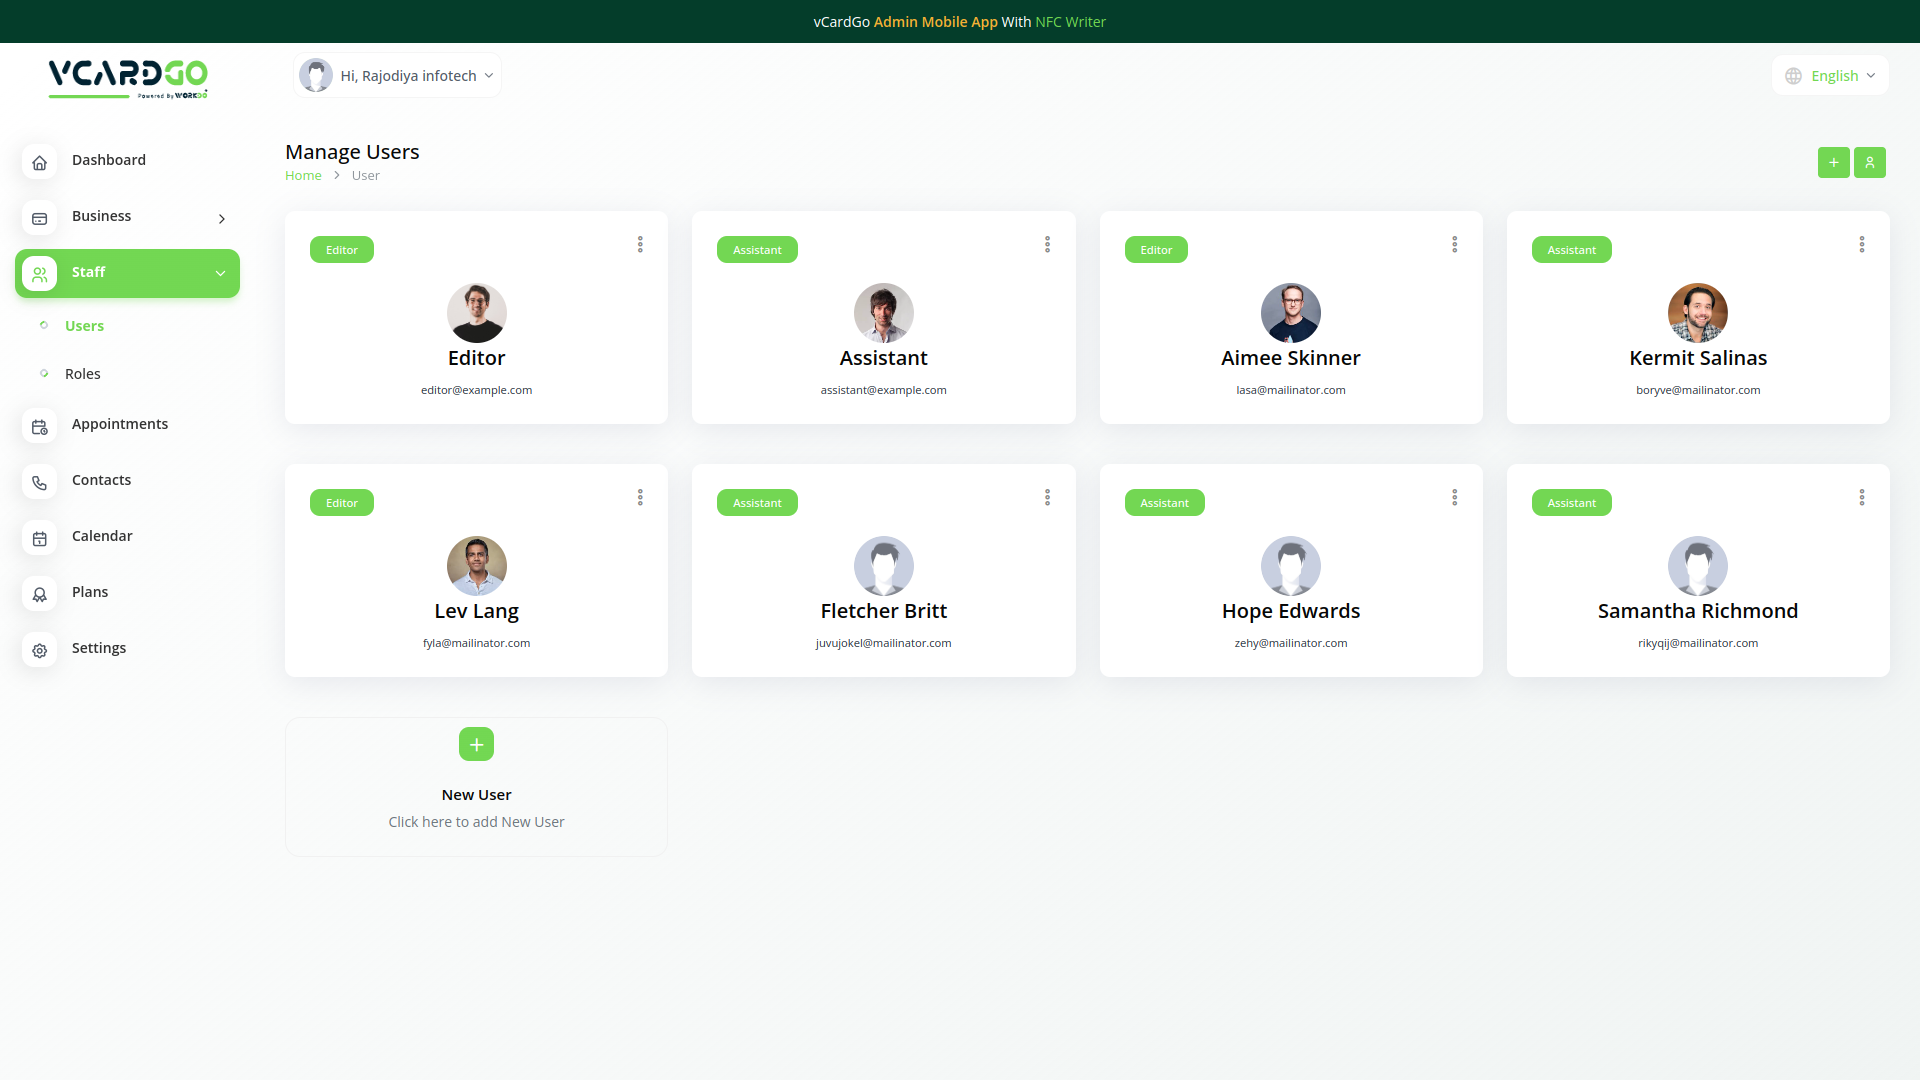 vCardGo Admin Mobile App With NFC Writer
VCARDGO
Powered By WORKDO
Hi, Rajodiya infotech
English
Dashboard
Business
Staff
Users
Roles
Appointments
Contacts
Calendar
Plans
Settings
Manage Users
Home
User
Editor
Editor
editor@example.com
Assistant
Assistant
assistant@example.com
Editor
Aimee Skinner
lasa@mailinator.com
Assistant
Kermit Salinas
boryve@mailinator.com
Editor
Lev Lang
fyla@mailinator.com
Assistant
Fletcher Britt
juvujokel@mailinator.com
Assistant
Hope Edwards
zehy@mailinator.com
Assistant
Samantha Richmond
rikyqij@mailinator.com
New User
Click here to add New User